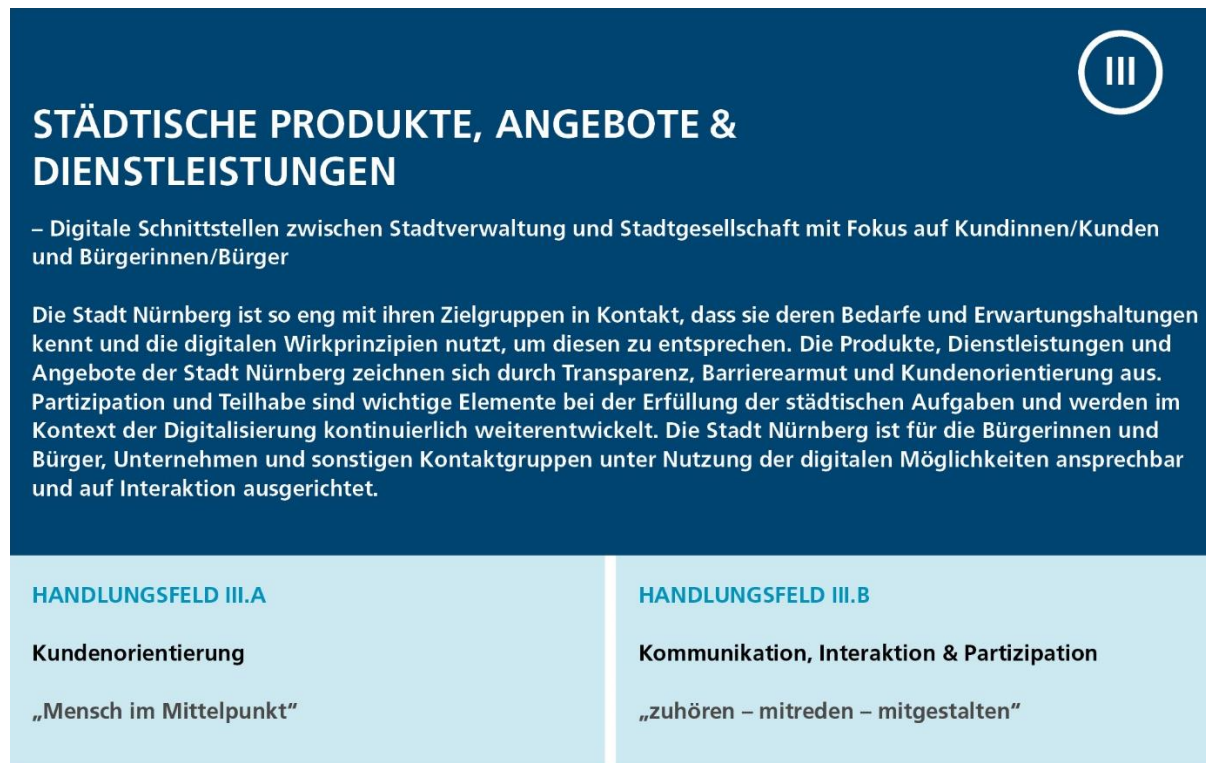 III
STÄDTISCHE PRODUKTE, ANGEBOTE &
DIENSTLEISTUNGEN
– Digitale Schnittstellen zwischen Stadtverwaltung und Stadtgesellschaft mit Fokus auf Kundinnen/Kunden
und Bürgerinnen/Bürger
Die Stadt Nürnberg ist so eng mit ihren Zielgruppen in Kontakt, dass sie deren Bedarfe und Erwartungshaltungen
kennt und die digitalen Wirkprinzipien nutzt, um diesen zu entsprechen. Die Produkte, Dienstleistungen und
Angebote der Stadt Nürnberg zeichnen sich durch Transparenz, Barrierearmut und Kundenorientierung aus.
Partizipation und Teilhabe sind wichtige Elemente bei der Erfüllung der städtischen Aufgaben und werden im
Kontext der Digitalisierung kontinuierlich weiterentwickelt. Die Stadt Nürnberg ist für die Bürgerinnen und
Bürger, Unternehmen und sonstigen Kontaktgruppen unter Nutzung der digitalen Möglichkeiten ansprechbar
und auf Interaktion ausgerichtet.
HANDLUNGSFELD III.A
Kundenorientierung
„Mensch im Mittelpunkt“
HANDLUNGSFELD III.B
Kommunikation, Interaktion & Partizipation
„zuhören – mitreden – mitgestalten“